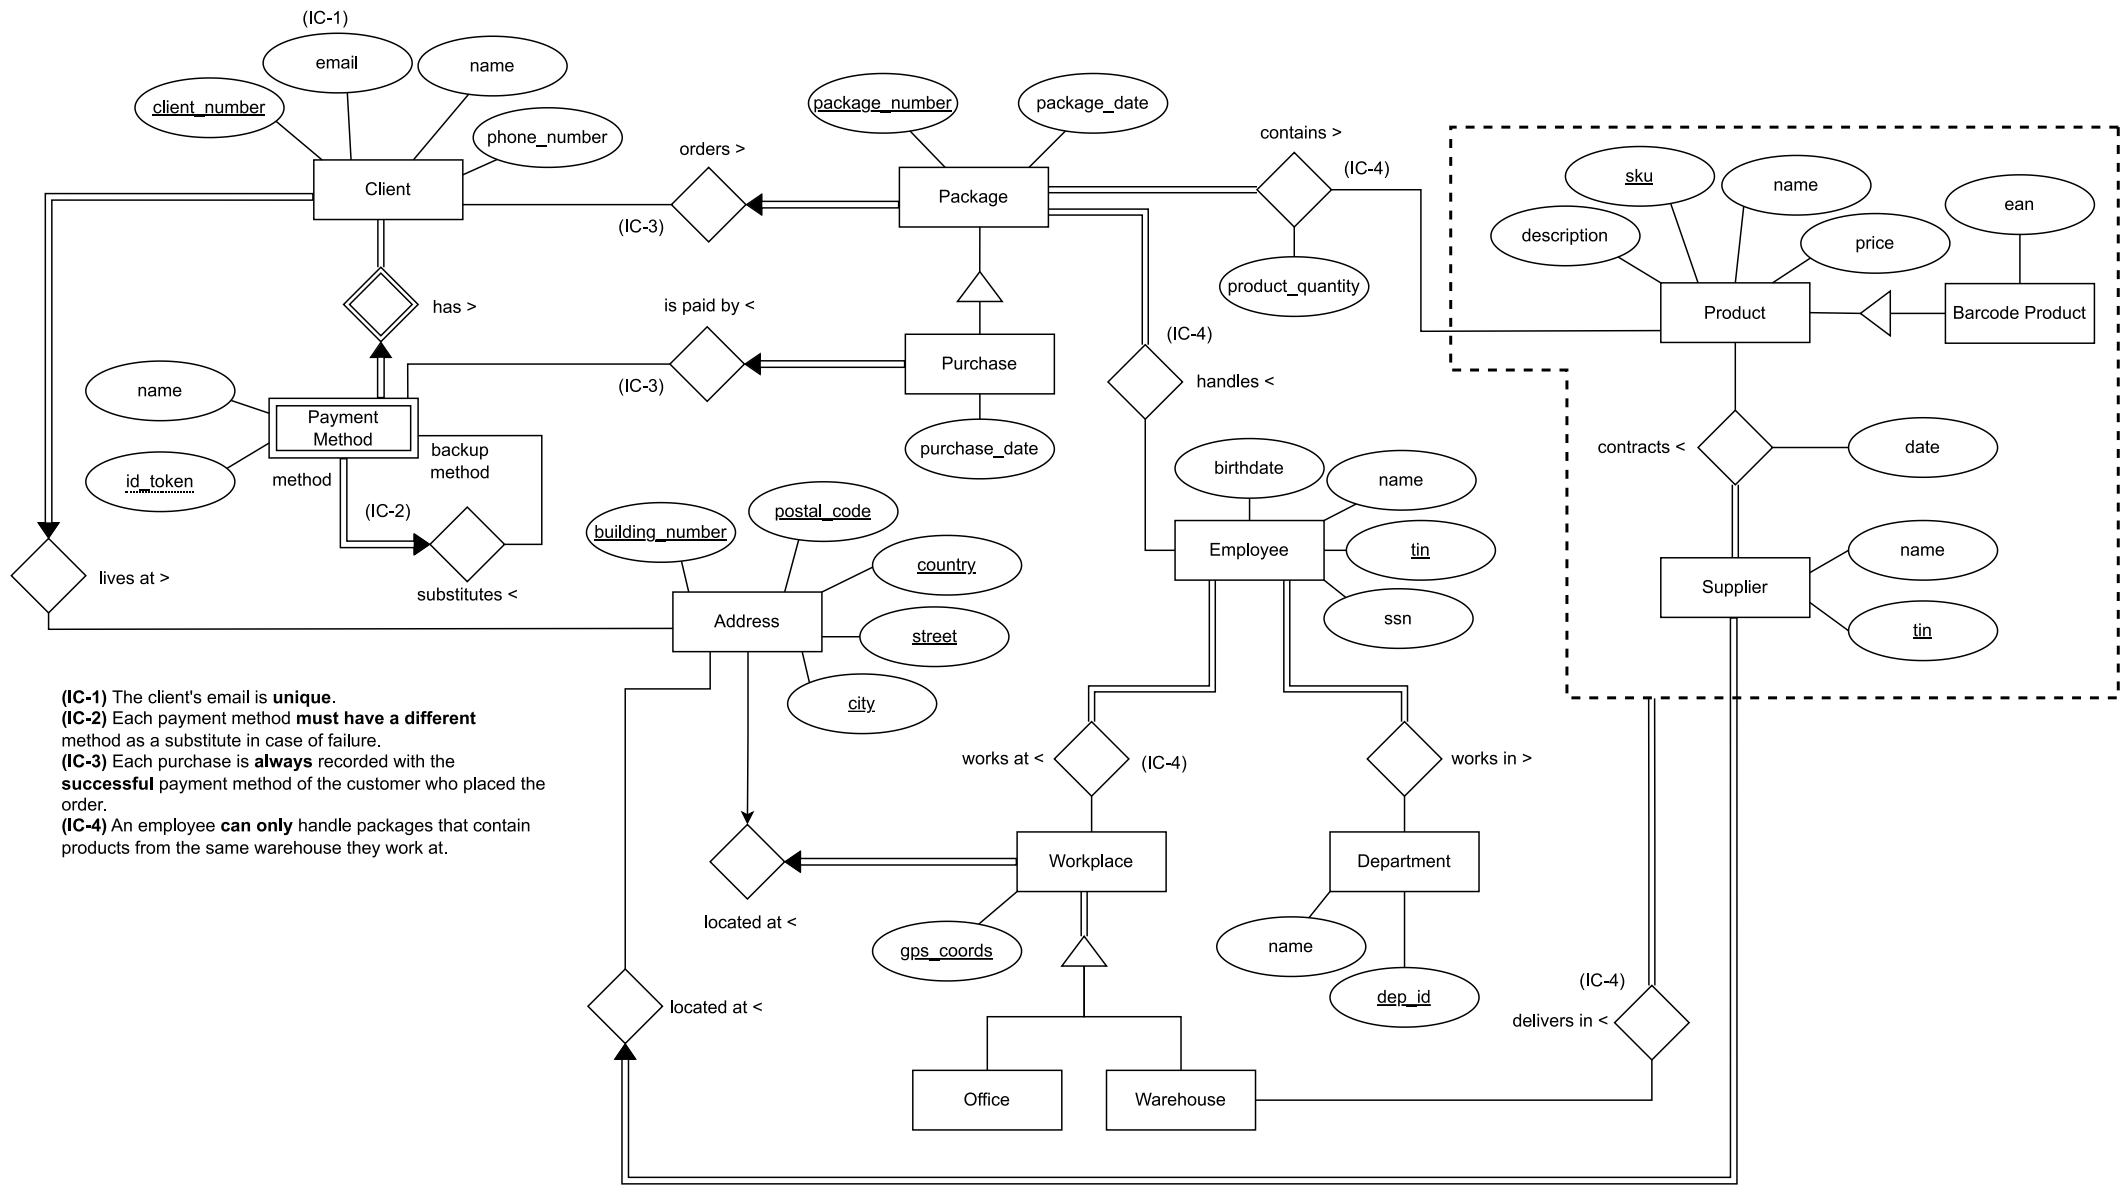 (IC-1)
email
name
client_number
phone_number
Client
orders >
(IC-3)
package_number
package_date
Package
contains >
(IC-4)
product_quantity
sku
name
description
price
ean
Product
Barcode Product
has >
is paid by <
(IC-3)
Purchase
purchase_date
(IC-4)
handles <
name
Payment
Method
id_token
method
backup
method
(IC-2)
substitutes <
lives at >
contracts <
date
birthdate
name
Employee
tin
ssn
name
Supplier
tin
building_number
postal_code
country
Address
street
city
(IC-1) The client's email is unique.
(IC-2) Each payment method must have a different
method as a substitute in case of failure.
(IC-3) Each purchase is always recorded with the
successful payment method of the customer who placed the
order.
(IC-4) An employee can only handle packages that contain
products from the same warehouse they work at.
works at <
(IC-4)
works in >
Workplace
Department
located at <
gps_coords
name
dep_id
located at <
(IC-4)
delivers in <
Office
Warehouse